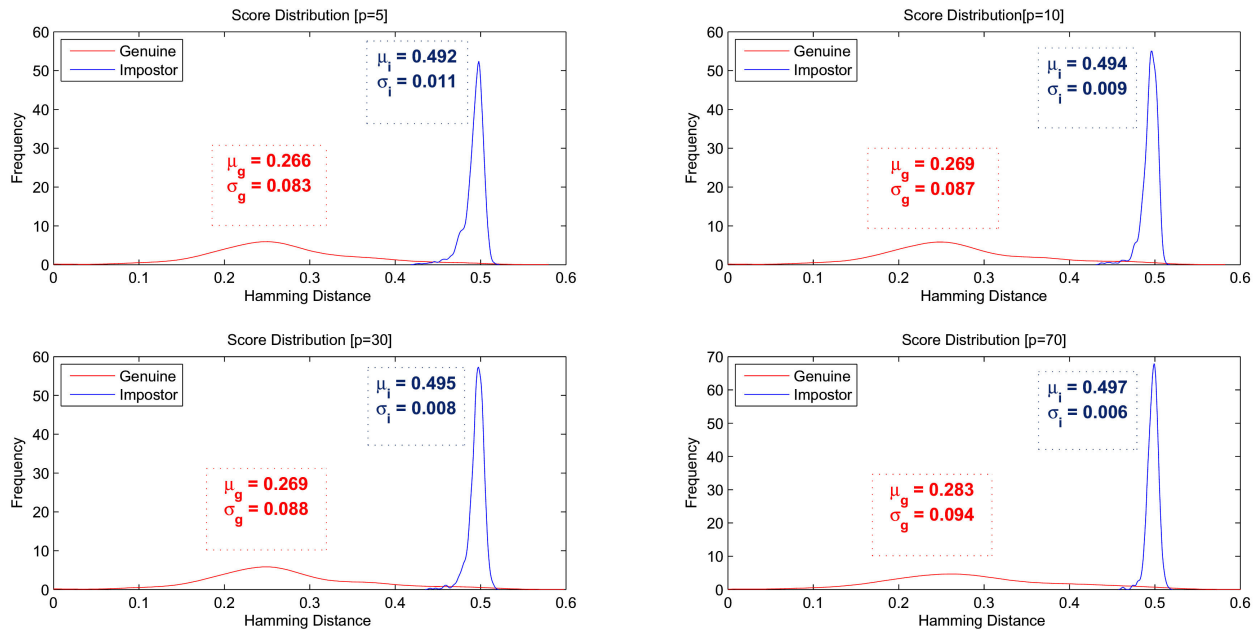 Score Distribution [p=5]
Frequency
60
50
40
30
20
10
0
Genuine
Impostor
μi = 0.492
σi = 0.011
μg = 0.266
σg = 0.083
0 0.1 0.2 0.3 0.4 0.5 0.6
Hamming Distance
Score Distribution[p=10]
Frequency
60
50
40
30
20
10
0
Genuine
Impostor
μi = 0.494
σi = 0.009
μg = 0.269
σg = 0.087
0 0.1 0.2 0.3 0.4 0.5 0.6
Hamming Distance
Score Distribution [p=30]
Frequency
60
50
40
30
20
10
0
Genuine
Impostor
μi = 0.495
σi = 0.008
μg = 0.269
σg = 0.088
0 0.1 0.2 0.3 0.4 0.5 0.6
Hamming Distance
Score Distribution [p=70]
Frequency
70
60
50
40
30
20
10
0
Genuine
Impostor
μi = 0.497
σi = 0.006
μg = 0.283
σg = 0.094
0 0.1 0.2 0.3 0.4 0.5 0.6
Hamming Distance